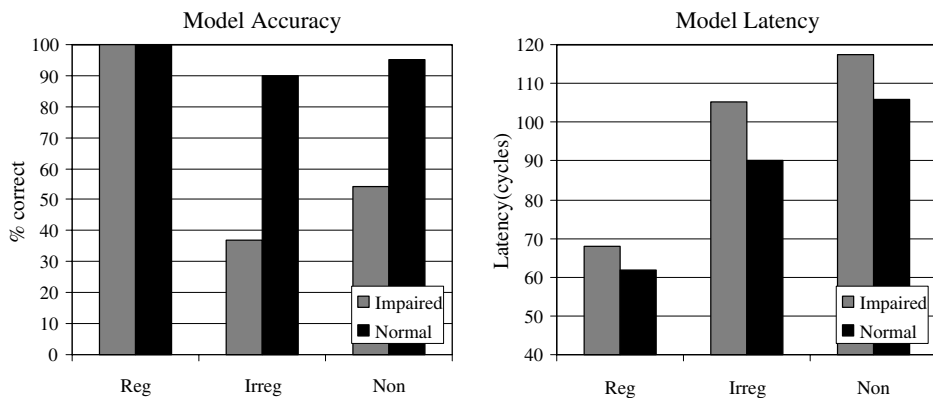 Model Accuracy
100
90
80
70
60
50
40
30
20
10
0
% correct
Impaired
Normal
Reg Irreg Non
Model Latency
120
110
100
90
80
70
60
50
40
Latency(cycles)
Impaired
Normal
Reg Irreg Non